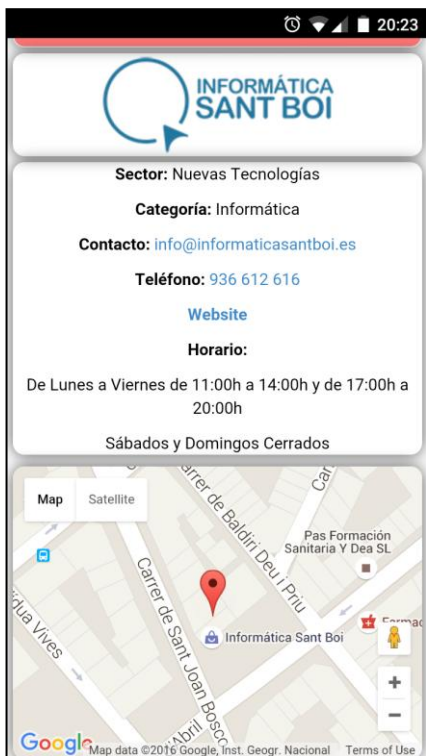 20:23
INFORMÁTICA
SANT BOI
Sector: Nuevas Tecnologías
Categoría: Informática
Contacto: info@informaticasantboi.es
Teléfono: 936 612 616
Website
Horario:
De Lunes a Viernes de 11:00h a 14:00h y de 17:00h a
20:00h
Sábados y Domingos Cerrados
Map Satellite
Carrer de Baldiri Deu i Priu
Pas Formación
Sanitaria Y Dea SL
Carrer de Sant Joan Bosco
Vives
Informática Sant Boi
Farmac
Abril
+
−
Google
Map data ©2016 Google, Inst. Geogr. Nacional Terms of Use